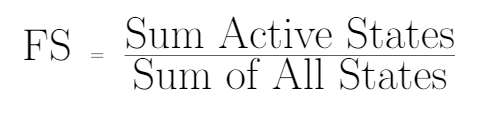 FS = Sum Active States
Sum of All States